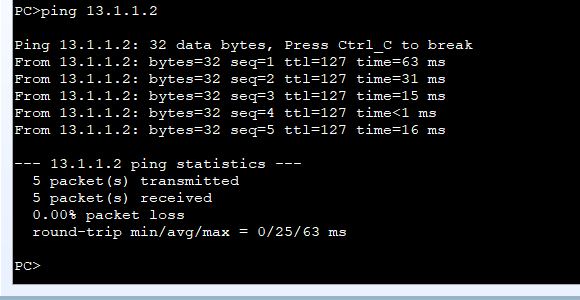 PC>ping 13.1.1.2
Ping 13.1.1.2: 32 data bytes, Press Ctrl_C to break
From 13.1.1.2: bytes=32 seq=1 ttl=127 time=63 ms
From 13.1.1.2: bytes=32 seq=2 ttl=127 time=31 ms
From 13.1.1.2: bytes=32 seq=3 ttl=127 time=15 ms
From 13.1.1.2: bytes=32 seq=4 ttl=127 time<1 ms
From 13.1.1.2: bytes=32 seq=5 ttl=127 time=16 ms
--- 13.1.1.2 ping statistics ---
5 packet(s) transmitted
5 packet(s) received
0.00% packet loss
round-trip min/avg/max = 0/25/63 ms
PC>